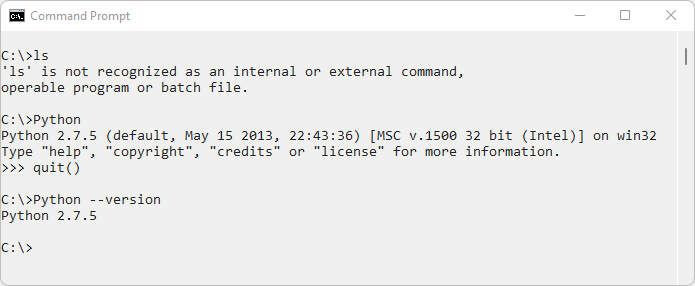 Command Prompt
C:\>ls
'ls' is not recognized as an internal or external command,
operable program or batch file.
C:\>Python
Python 2.7.5 (default, May 15 2013, 22:43:36) [MSC v.1500 32 bit (Intel)] on win32
Type "help", "copyright", "credits" or "license" for more information.
>>> quit()
C:\>Python --version
Python 2.7.5
C:\>